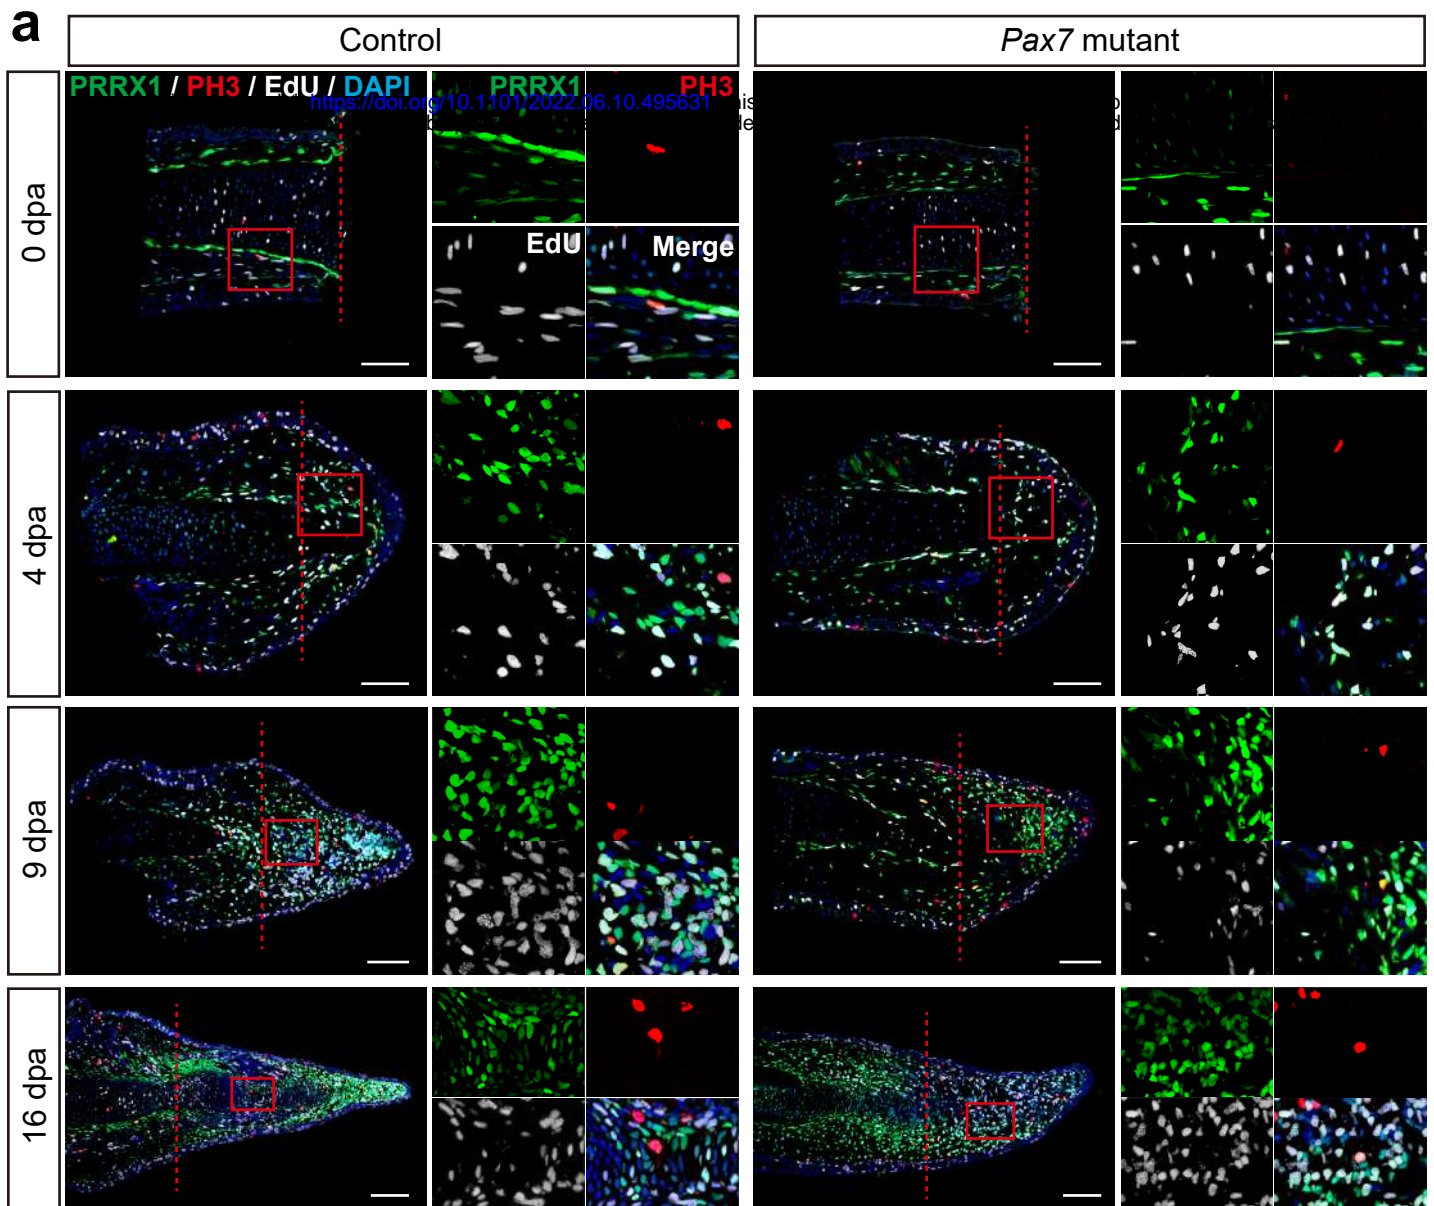 a
Control
Pax7 mutant
PRRX1 / PH3 / EdU / DAPI
PRRX1
PH3
https://doi.org/10.1101/2022.06.10.495631
EdU
Merge
0 dpa
4 dpa
9 dpa
16 dpa